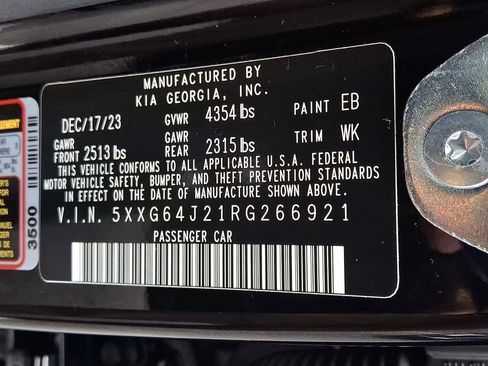 MANUFACTURED BY
KIA GEORGIA, INC.
DEC/17/23 GVWR 4354 lbs PAINT EB
GAWR FRONT 2513 lbs GAWR REAR 2315 lbs TRIM WK
THIS VEHICLE CONFORMS TO ALL APPLICABLE U.S.A. FEDERAL
MOTOR VEHICLE SAFETY, BUMPER, AND THEFT PREVENTION STANDARDS
IN EFFECT ON THE DATE OF MANUFACTURE SHOWN ABOVE.
V.I.N. 5XXG64J21RG266921
PASSENGER CAR
3500